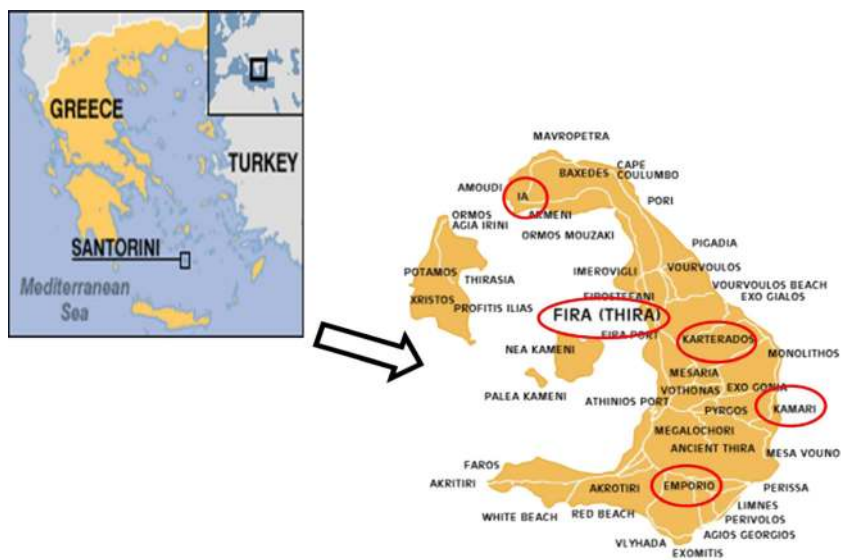 GREECE
TURKEY
SANTORINI
Mediterranean
Sea
MAVROPETRA
BAXEDES
CAPE
COULUMBO
AMOUDI
IA
PORI
ARMENI
ORMOS
AGIA IRINI
ORMOS MOUZAKI
PIGADIA
IMEROVIGLI
VOURVOULOS
POTAMOS
THIRASIA
VOURVOULOS BEACH
EXO GIALOS
FIROSTEFANI
XRISTOS
PROFITIS ILIAS
FIRA (THIRA)
FIRA PORT
KARTERADOS
NEA KAMENI
MONOLITHOS
MESARIA
EXO GONIA
VOTHONAS
PALEA KAMENI
ATHINIOS PORT
PYRGOS
KAMARI
MEGALOCHORI
ANCIENT THIRA
MESA VOUNO
FAROS
AKRITIRI
AKROTIRI
EMPORIO
PERISSA
LIMNES
WHITE BEACH
RED BEACH
PERIVOLOS
AGIOS GEORGIOS
VLYHADA
EXOMITIS